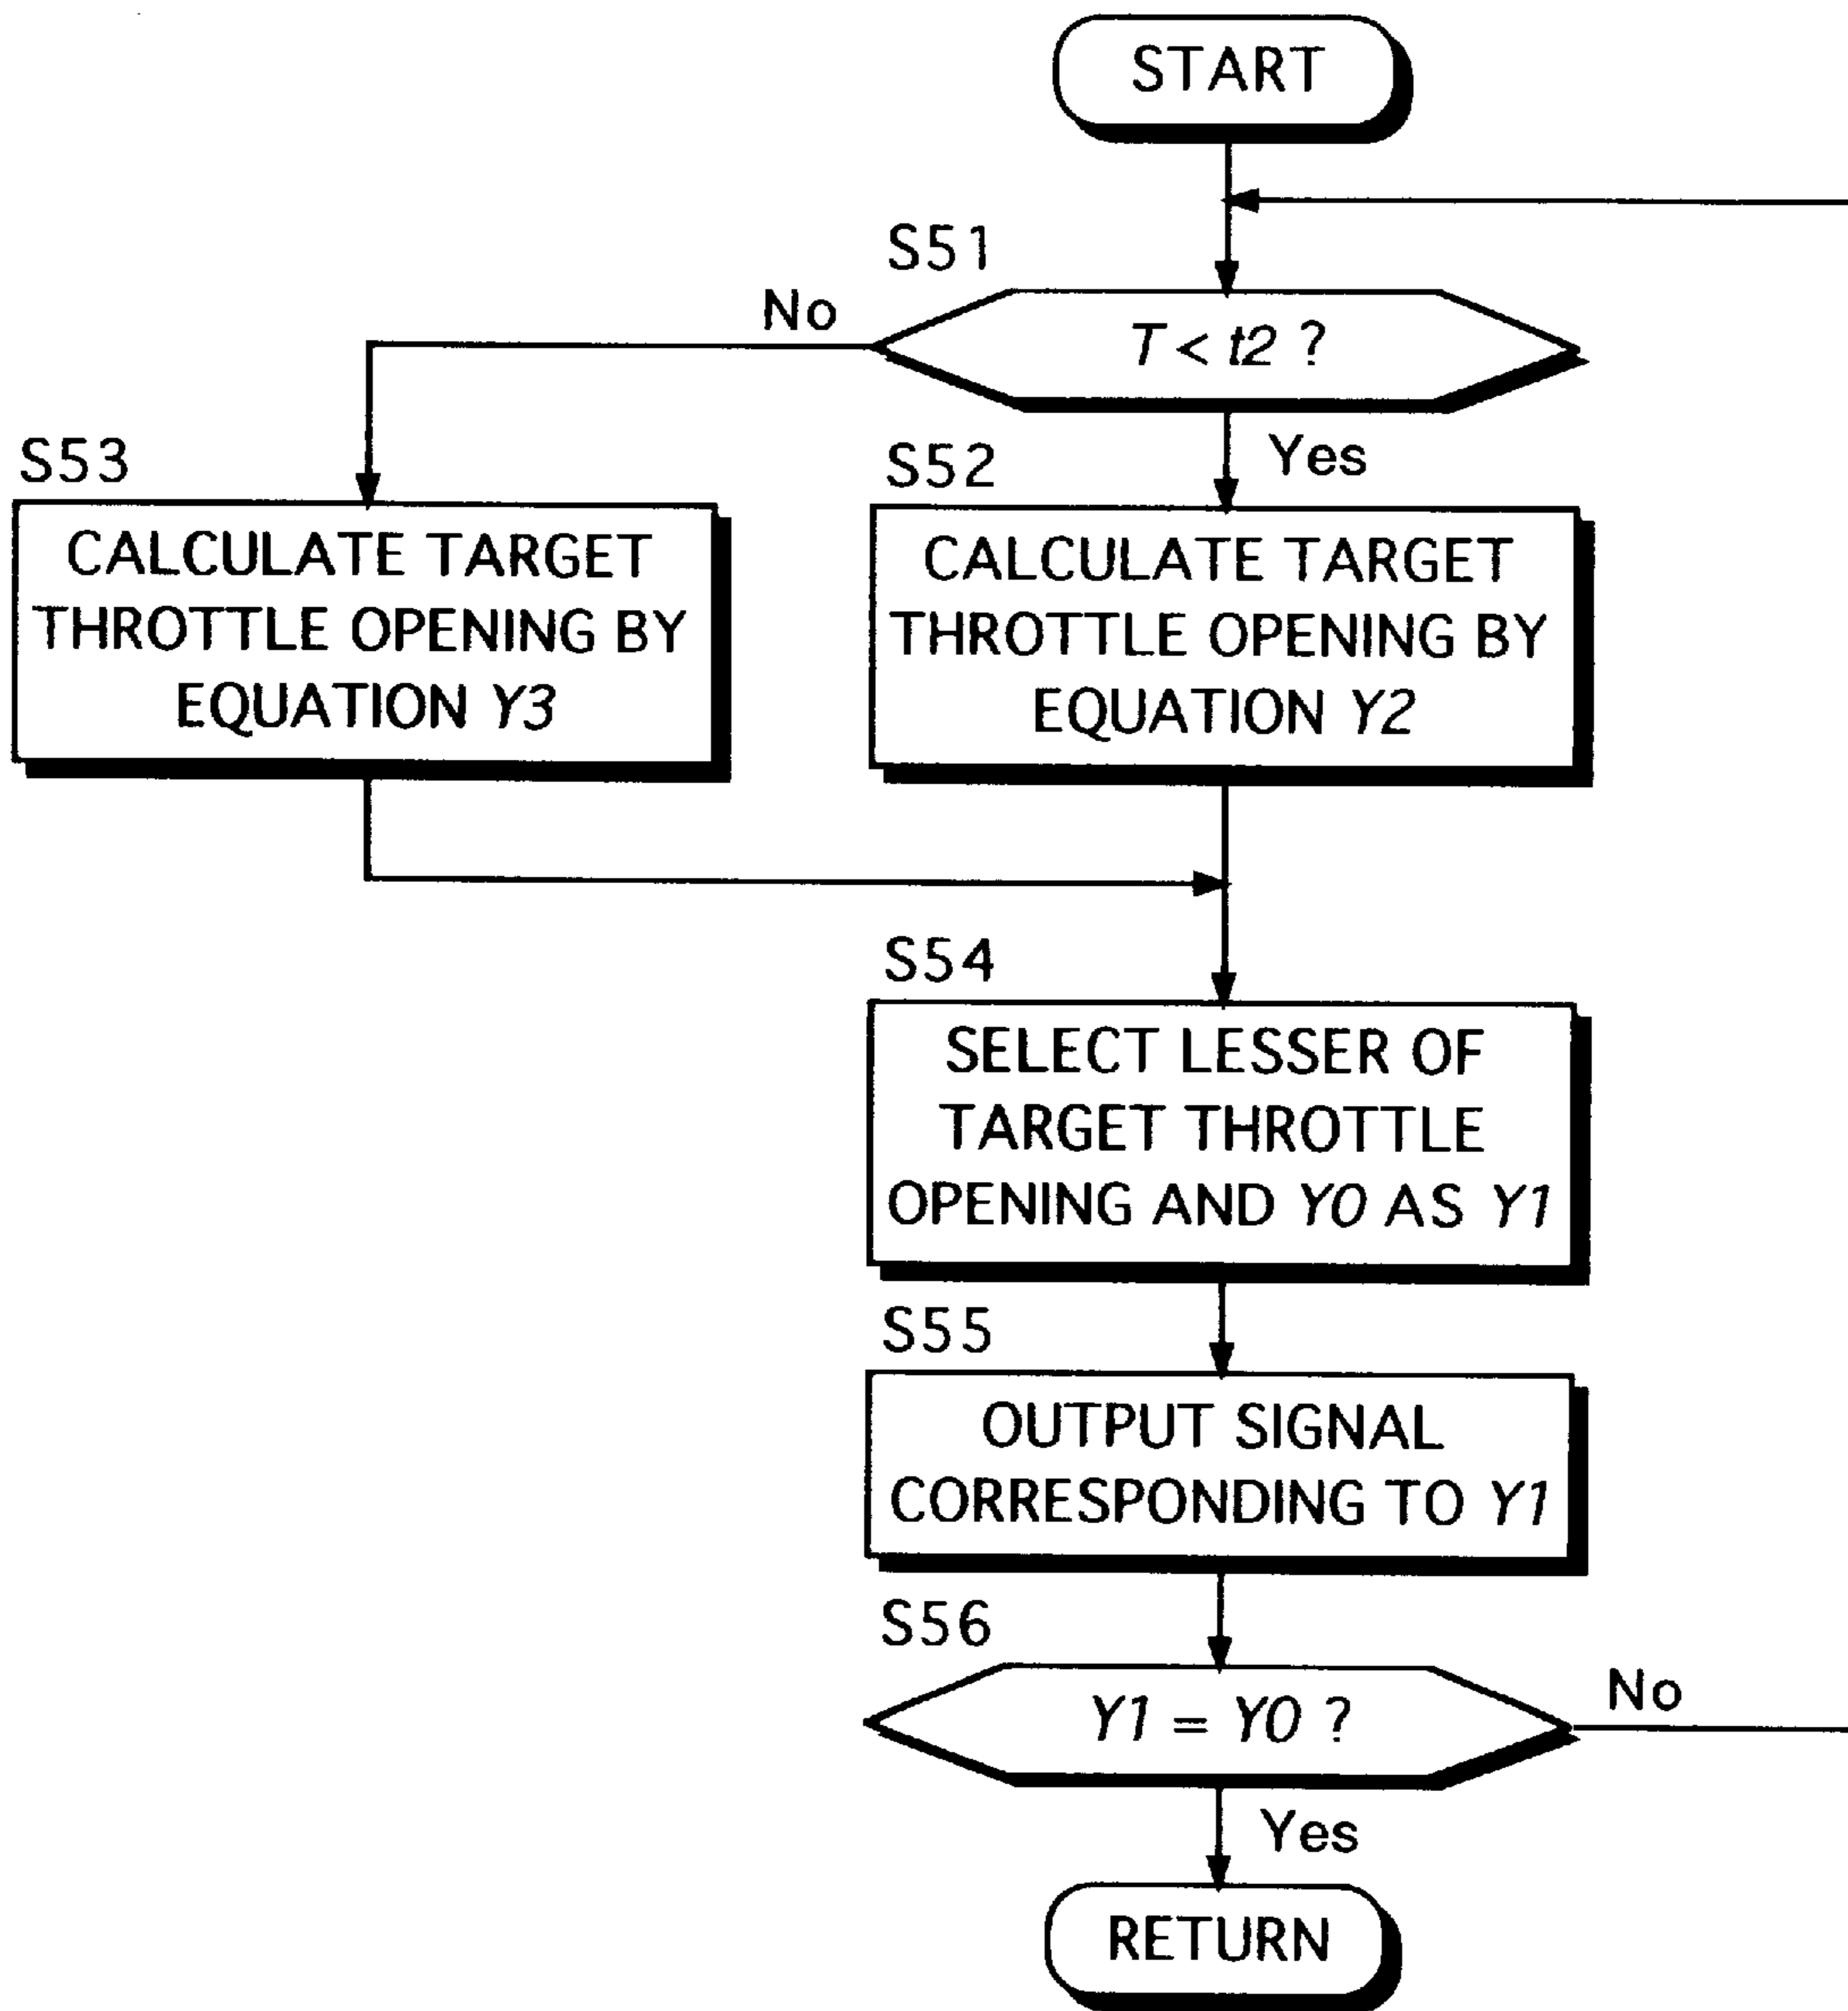 START
S51
No
T < t2 ?
Yes
S53
CALCULATE TARGET
THROTTLE OPENING BY
EQUATION Y3
S52
CALCULATE TARGET
THROTTLE OPENING BY
EQUATION Y2
S54
SELECT LESSER OF
TARGET THROTTLE
OPENING AND Y0 AS Y1
S55
OUTPUT SIGNAL
CORRESPONDING TO Y1
S56
Y1 = Y0 ?
No
Yes
RETURN